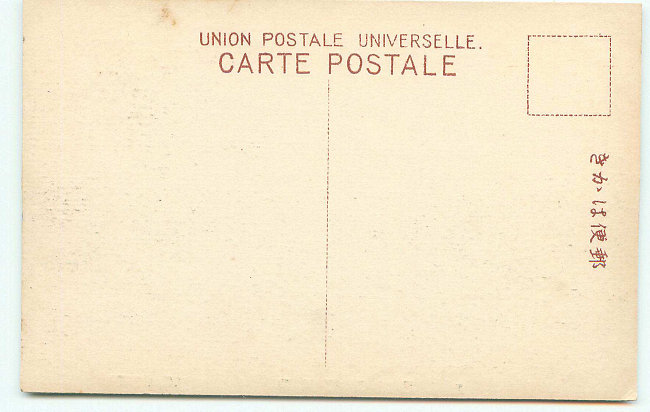 UNION POSTALE UNIVERSELLE.
CARTE POSTALE
郵便はかき